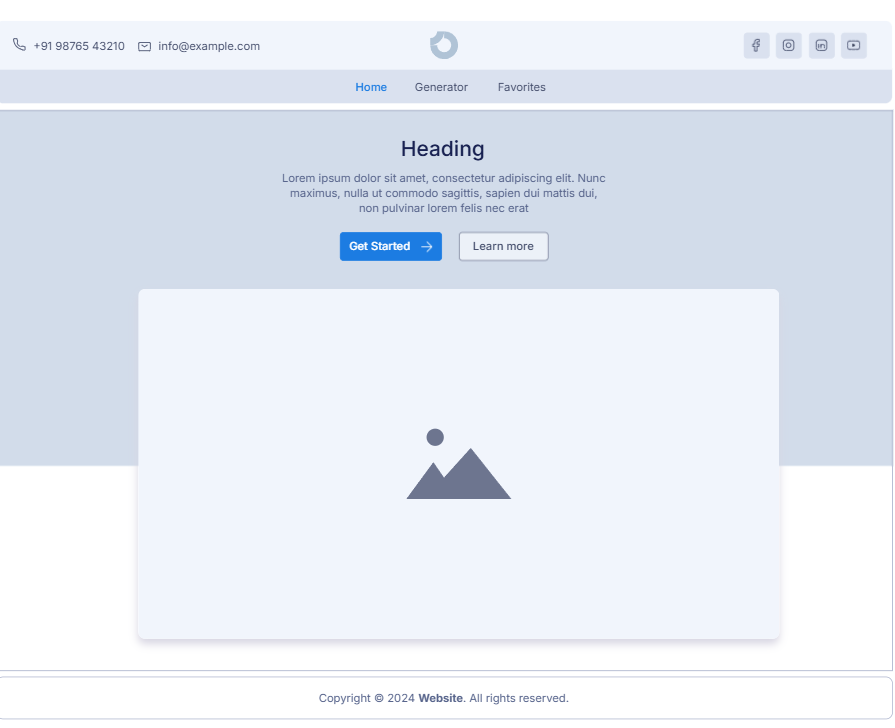 +91 98765 43210 info@example.com
Home Generator Favorites
Heading
Lorem ipsum dolor sit amet, consectetur adipiscing elit. Nunc
maximus, nulla ut commodo sagittis, sapien dui mattis dui,
non pulvinar lorem felis nec erat
Get Started Learn more
Copyright © 2024 Website. All rights reserved.